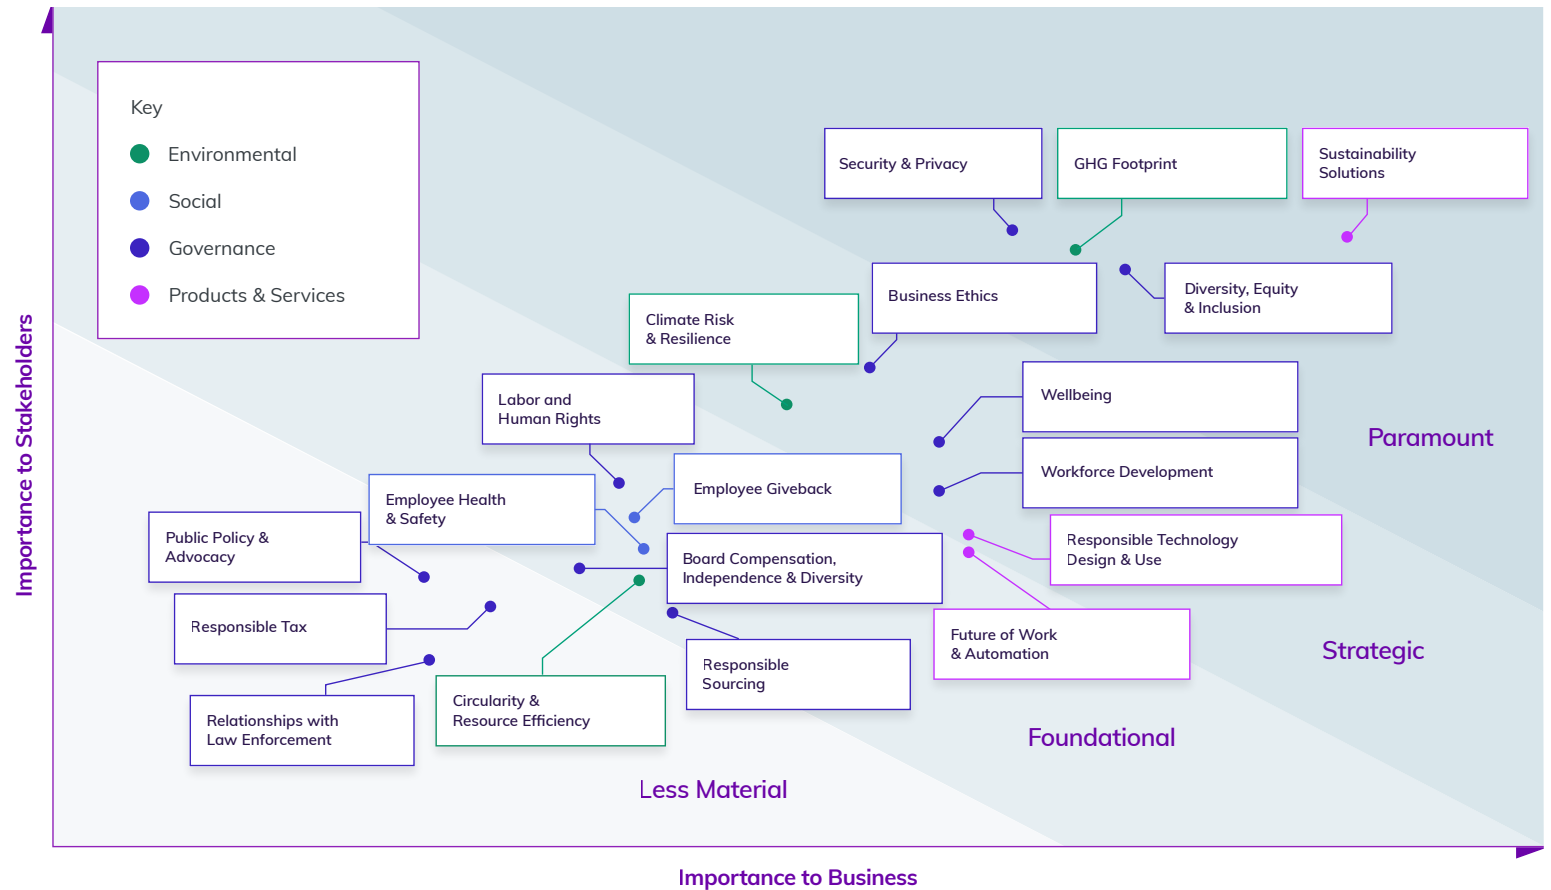 Key
Environmental
Social
Governance
Products & Services
Importance to Stakeholders
Security & Privacy
GHG Footprint
Sustainability
Solutions
Business Ethics
Diversity, Equity
& Inclusion
Climate Risk
& Resilience
Labor and
Human Rights
Wellbeing
Workforce Development
Paramount
Employee Health
& Safety
Employee Giveback
Public Policy &
Advocacy
Board Compensation,
Independence & Diversity
Responsible Technology
Design & Use
Responsible Tax
Future of Work
& Automation
Strategic
Responsible
Sourcing
Relationships with
Law Enforcement
Circularity &
Resource Efficiency
Foundational
Less Material
Importance to Business